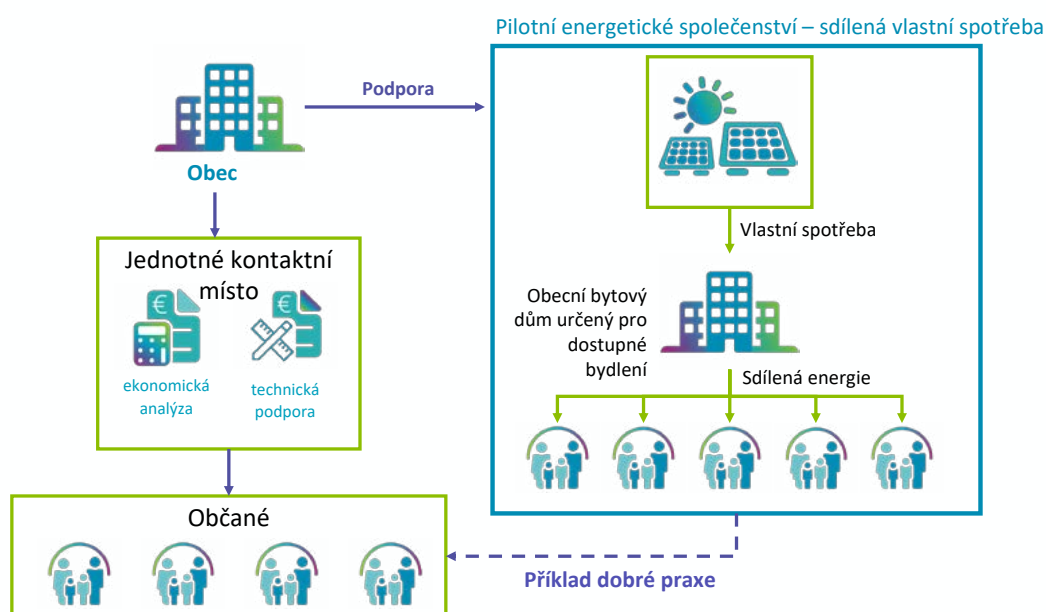 Pilotní energetické společenství – sdílená vlastní spotřeba
Podpora
Obec
Vlastní spotřeba
Jednotné kontaktní
místo
€
€
ekonomická
analýza
technická
podpora
Obecní bytový
dům určený pro
dostupné
bydlení
Sdílená energie
Občané
Příklad dobré praxe